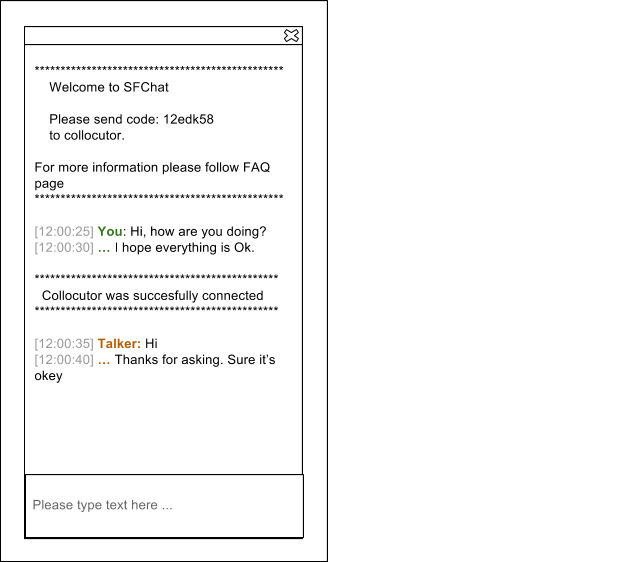 ************************************************
Welcome to SFChat
Please send code: 12edk58
to collocutor.
For more information please follow FAQ
page
************************************************
[12:00:25] You: Hi, how are you doing?
[12:00:30] ... I hope everything is Ok.
***********************************************
Collocutor was succesfully connected
***********************************************
[12:00:35] Talker: Hi
[12:00:40] ... Thanks for asking. Sure it's
okey
Please type text here ...